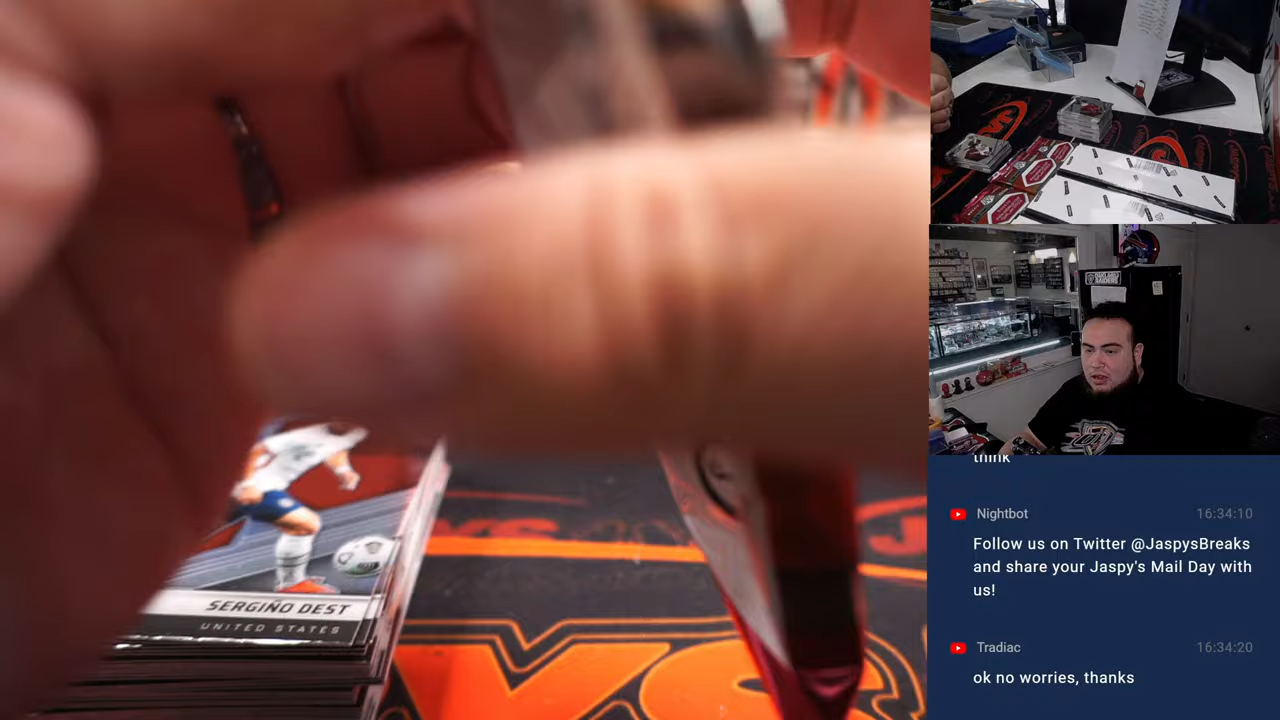 SERGIÑO DEST
UNITED STATES
think
Nightbot
16:34:10
Follow us on Twitter @JaspysBreaks
and share your Jaspy's Mail Day with
us!
Tradiac
16:34:20
ok no worries, thanks